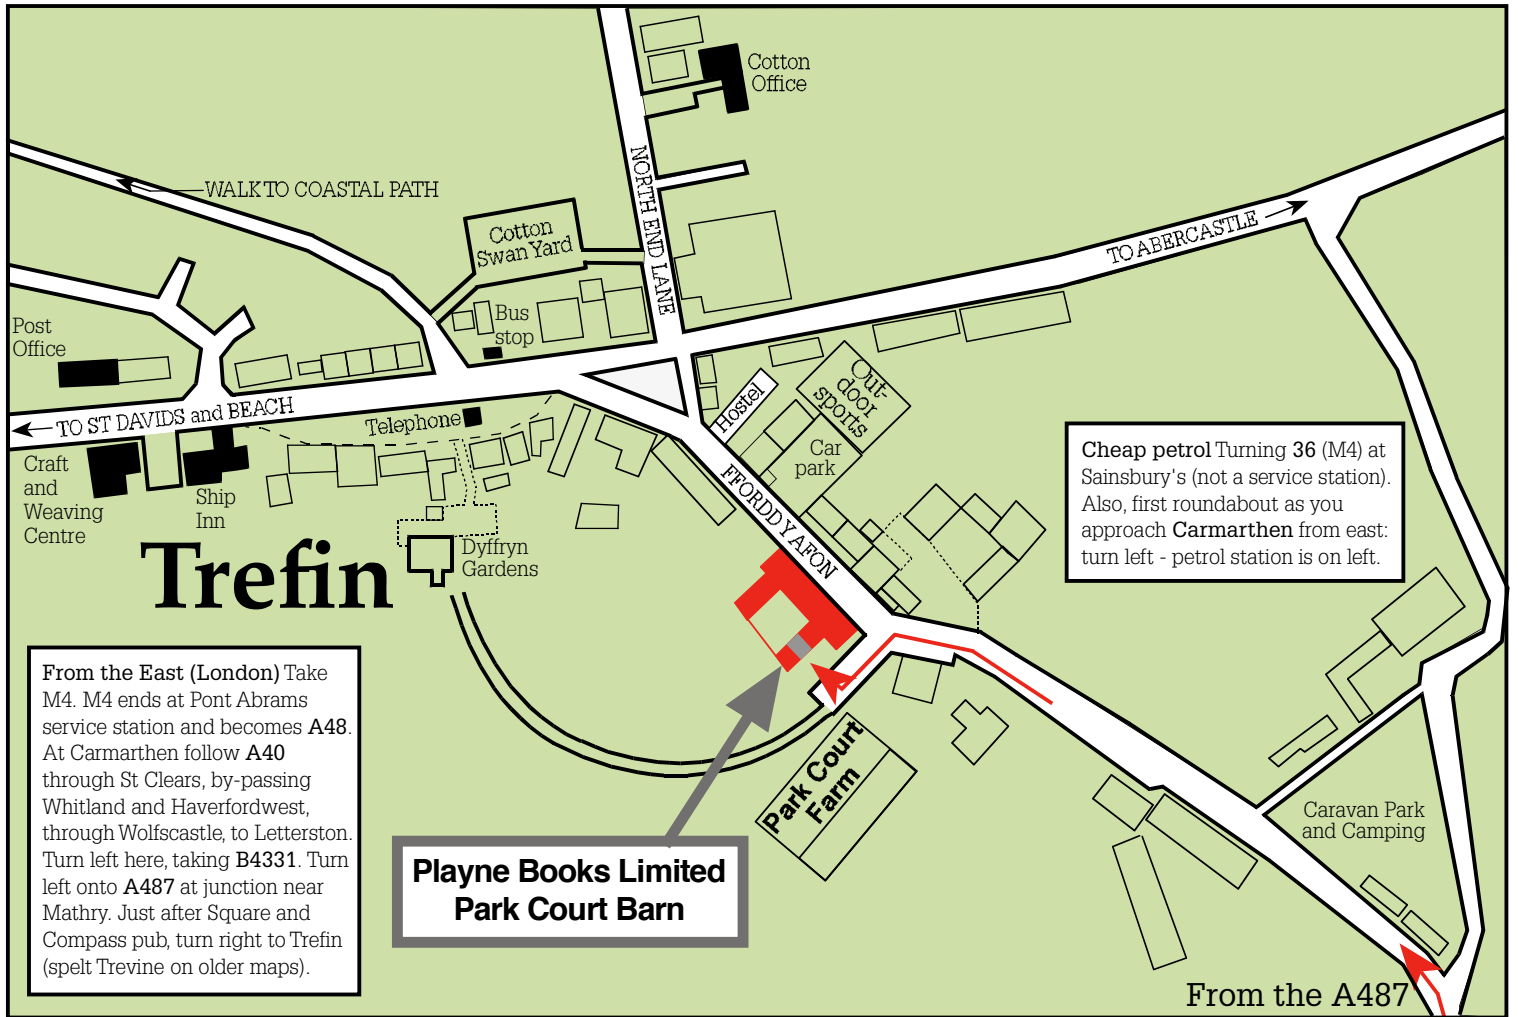 Cotton
Office
NORTH END LANE
WALK TO COASTAL PATH
Cotton
Swan Yard
TO ABERCASTLE
Post
Office
Bus
stop
TO ST DAVIDS and BEACH
Telephone
Hostel
Out-
door
sports
Car
park
Craft
and
Weaving
Centre
Ship
Inn
FFORDD Y AFON
Trefin
Dyffryn
Gardens
Cheap petrol Turning 36 (M4) at
Sainsbury's (not a service station).
Also, first roundabout as you
approach Carmarthen from east:
turn left - petrol station is on left.
From the East (London) Take
M4. M4 ends at Pont Abrams
service station and becomes A48.
At Carmarthen follow A40
through St Clears, by-passing
Whitland and Haverfordwest,
through Wolfscastle, to Letterston.
Turn left here, taking B4331. Turn
left onto A487 at junction near
Mathry. Just after Square and
Compass pub, turn right to Trefin
(spelt Trevine on older maps).
Park Court
Farm
Playne Books Limited
Park Court Barn
Caravan Park
and Camping
From the A487